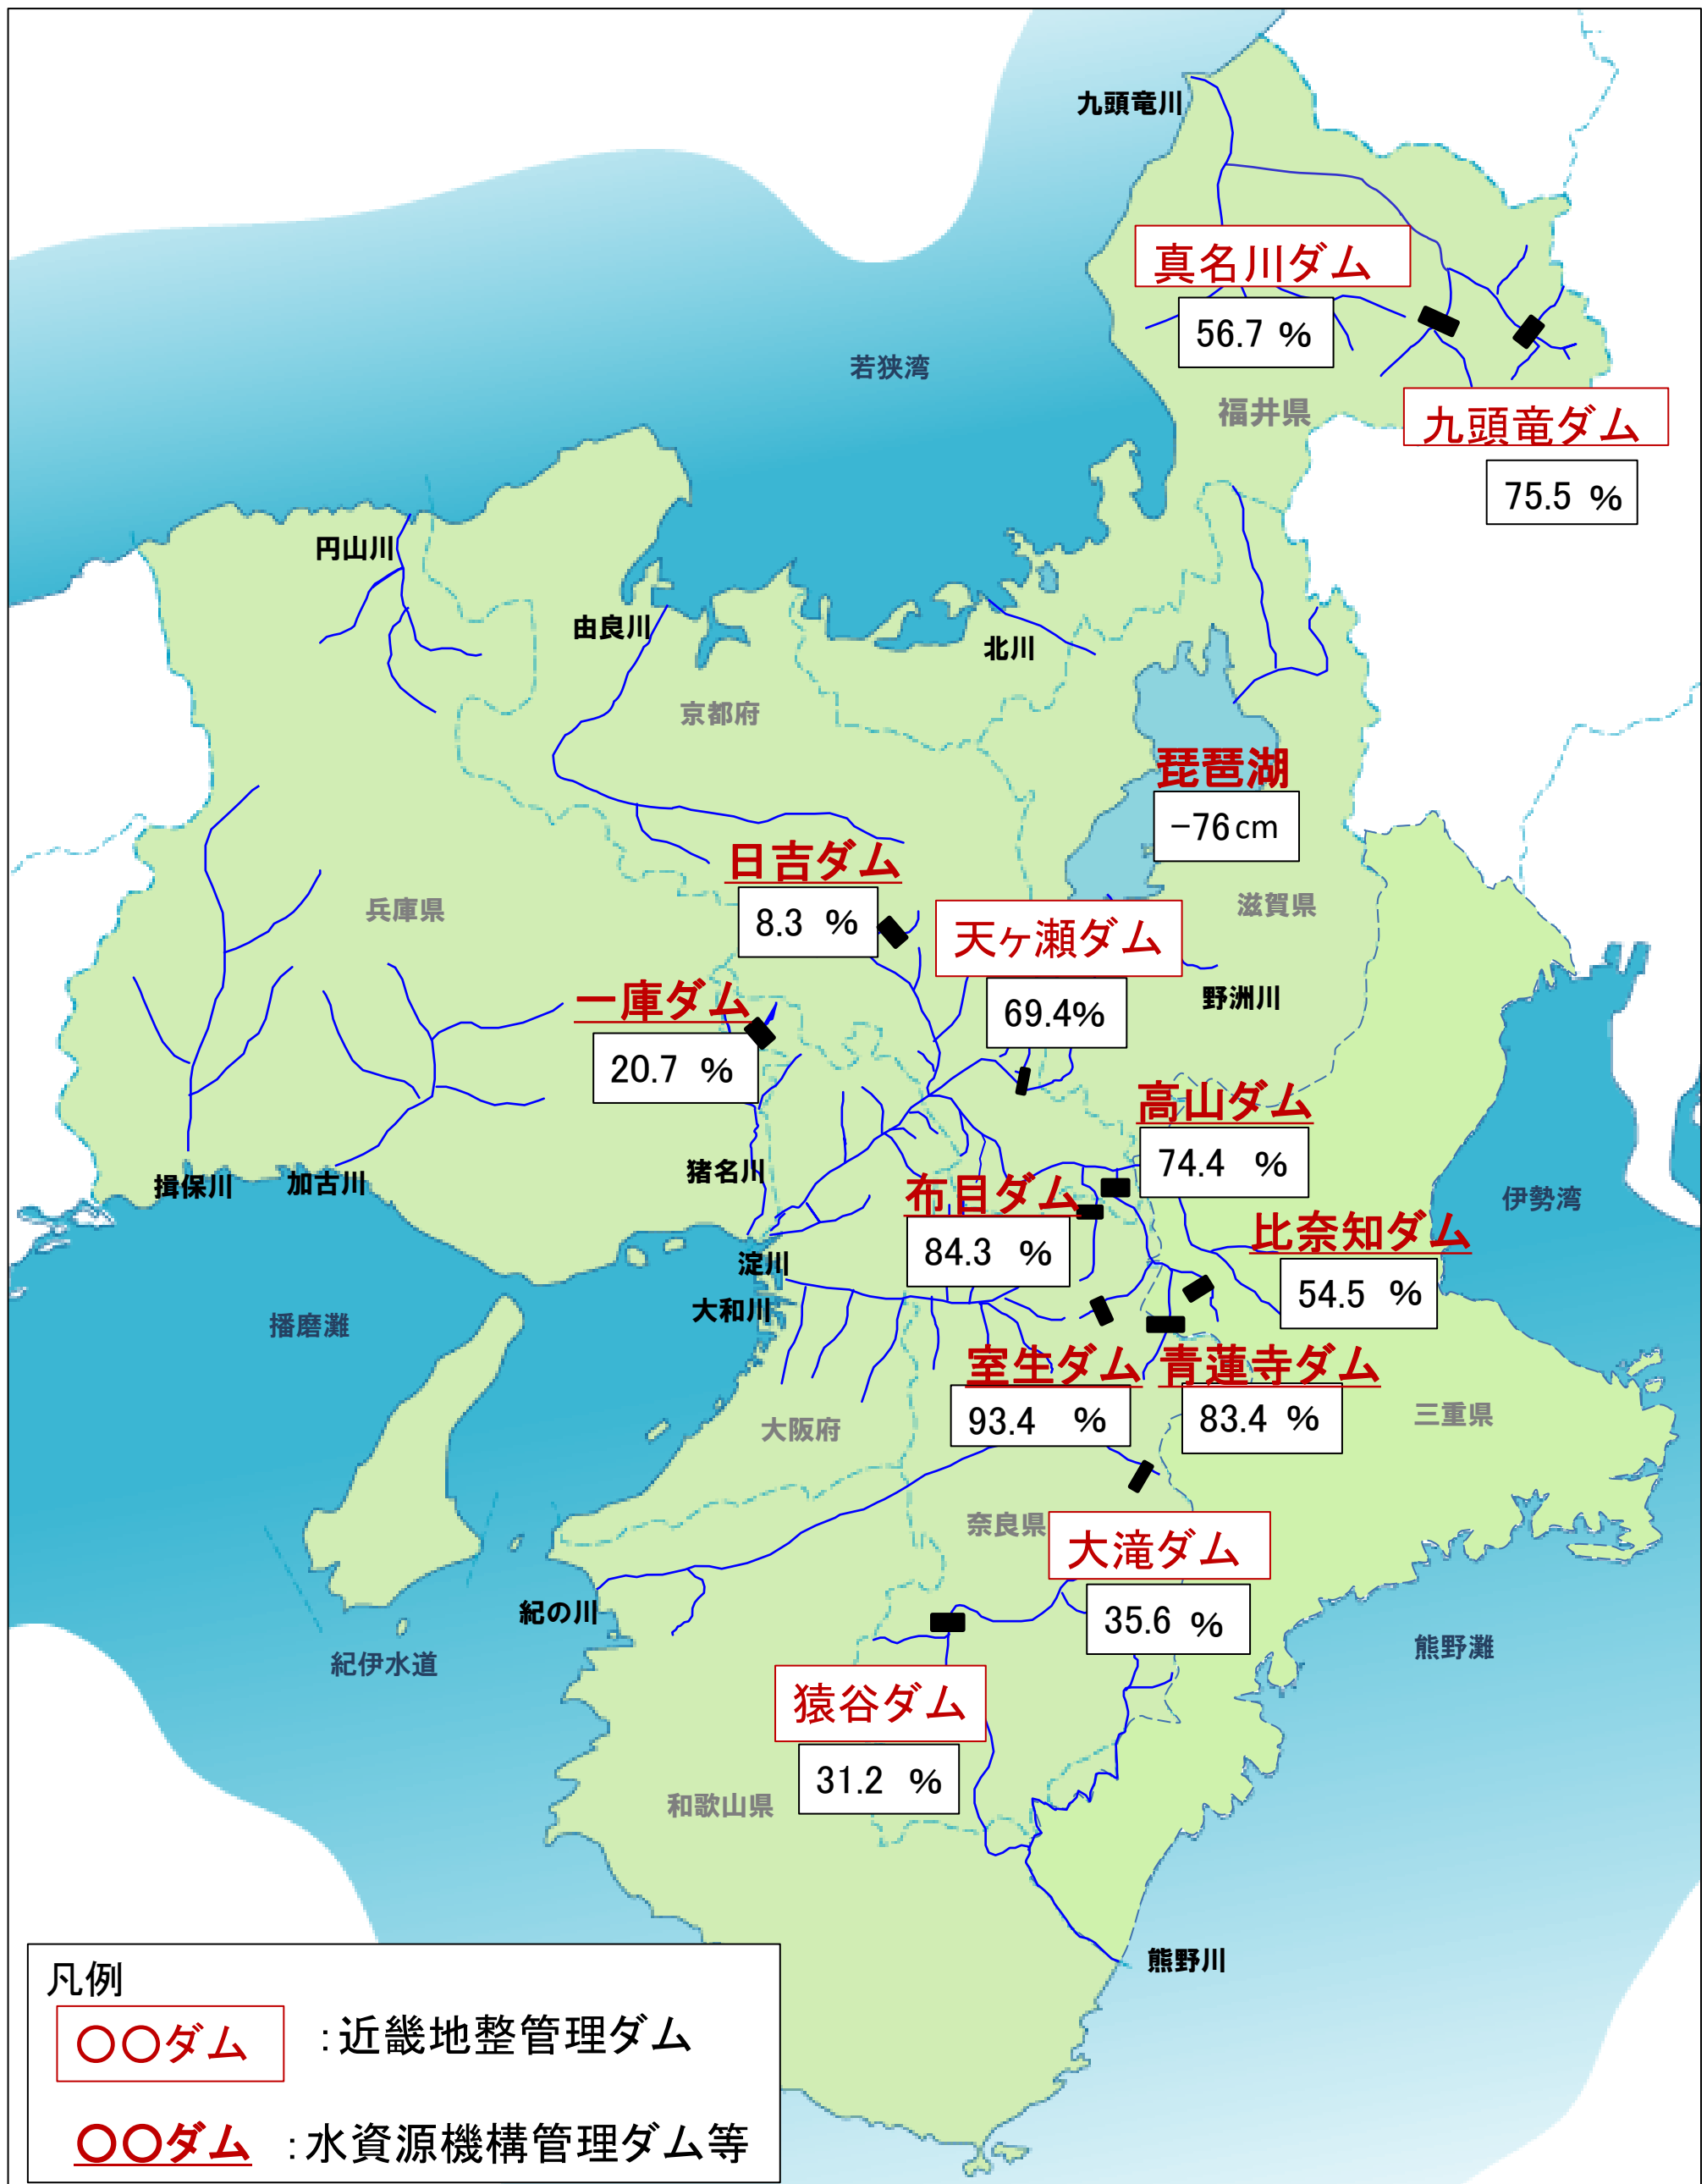 九頭竜川
真名川ダム
56.7 %
若狭湾
福井県
九頭竜ダム
75.5 %
円山川
由良川
北川
京都府
琵琶湖
−76cm
日吉ダム
8.3 %
兵庫県
滋賀県
天ヶ瀬ダム
69.4%
野洲川
一庫ダム
20.7 %
高山ダム
74.4 %
猪名川
揖保川
加古川
布目ダム
84.3 %
伊勢湾
比奈知ダム
54.5 %
淀川
大和川
播磨灘
室生ダム
93.4 %
青蓮寺ダム
83.4 %
三重県
大阪府
奈良県
大滝ダム
35.6 %
紀の川
紀伊水道
熊野灘
猿谷ダム
31.2 %
和歌山県
熊野川
凡例
○○ダム :近畿地整管理ダム
○○ダム :水資源機構管理ダム等